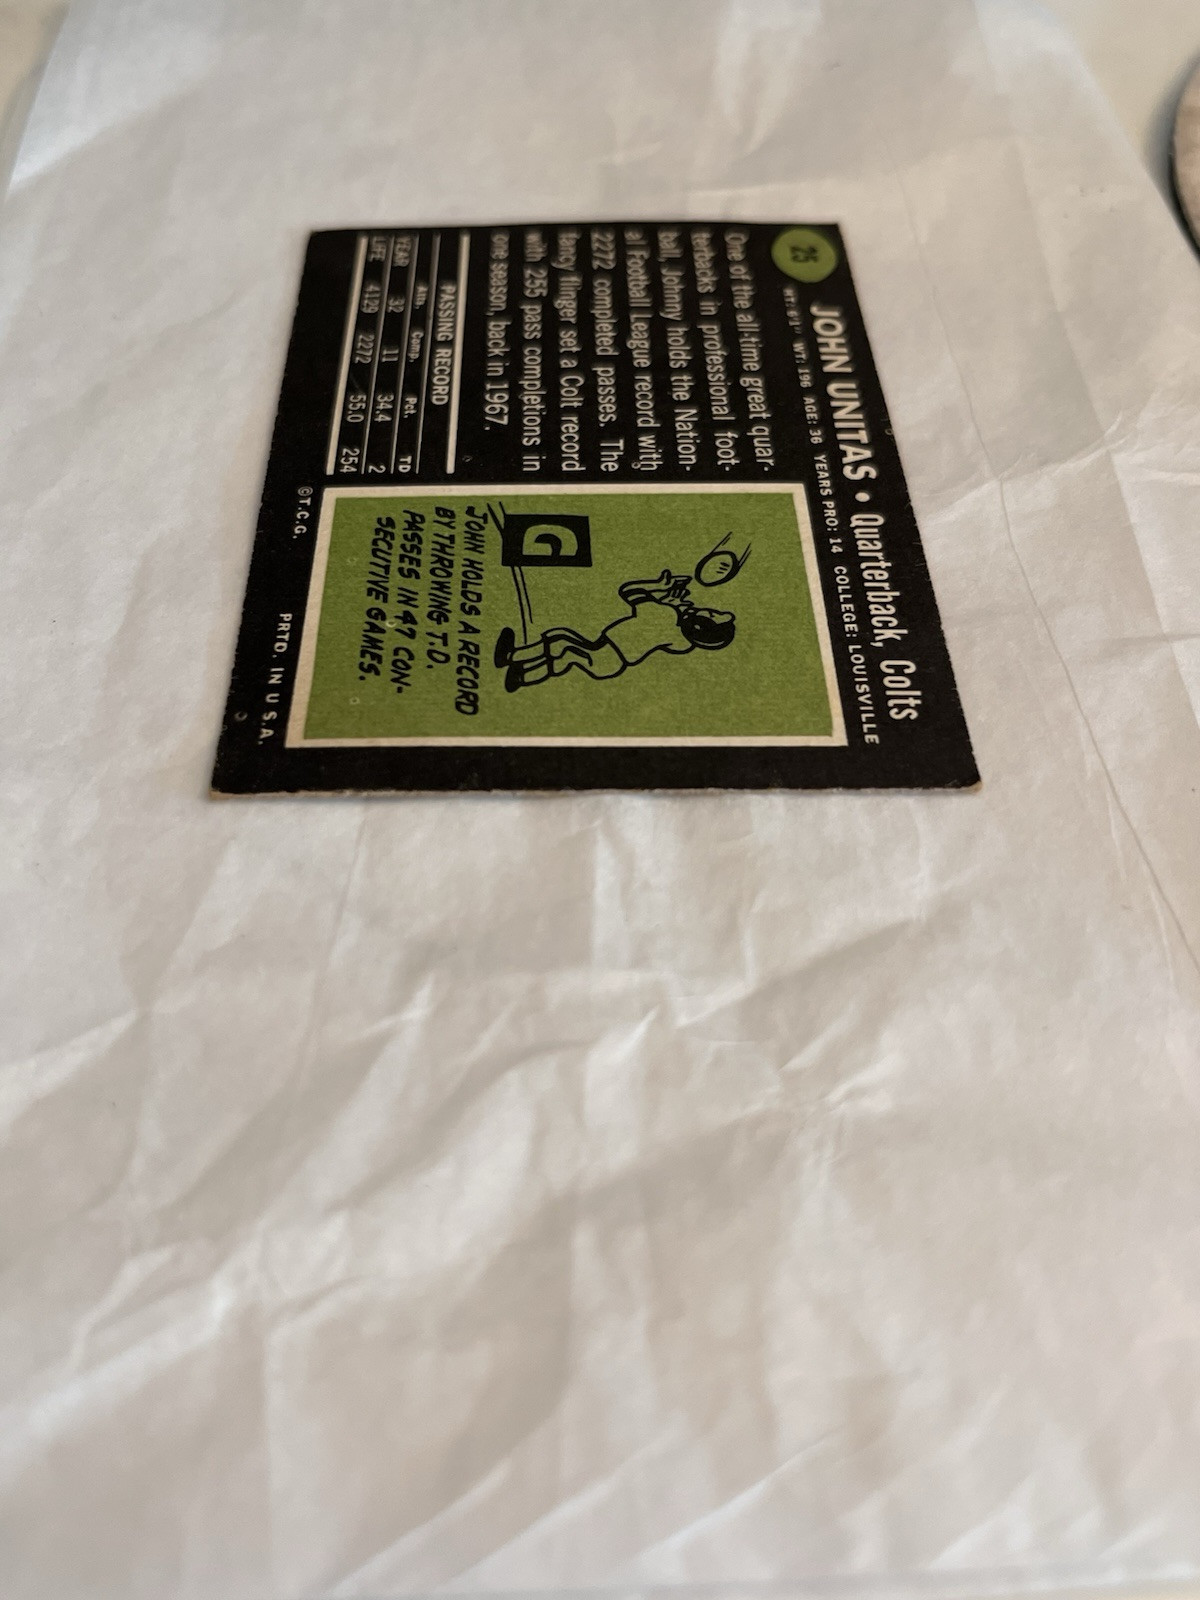 25
JOHN UNITAS • Quarterback, Colts
HT: 6'1" WT: 196 AGE: 36 YEARS PRO: 14 COLLEGE: LOUISVILLE
One of the all-time great quar-
terbacks in professional foot-
ball, Johnny holds the Nation-
al Football League record with
2272 completed passes. The
fancy flinger set a Colt record
with 255 pass completions in
one season, back in 1967.
PASSING RECORD
Att. Comp. Pct. TD
YEAR 32 11 34.4 2
LIFE 4129 2272 55.0 254
G
JOHN HOLDS A RECORD
BY THROWING T.D.
PASSES IN 47 CON-
SECUTIVE GAMES.
©T.C.G. PRTD. IN U.S.A.